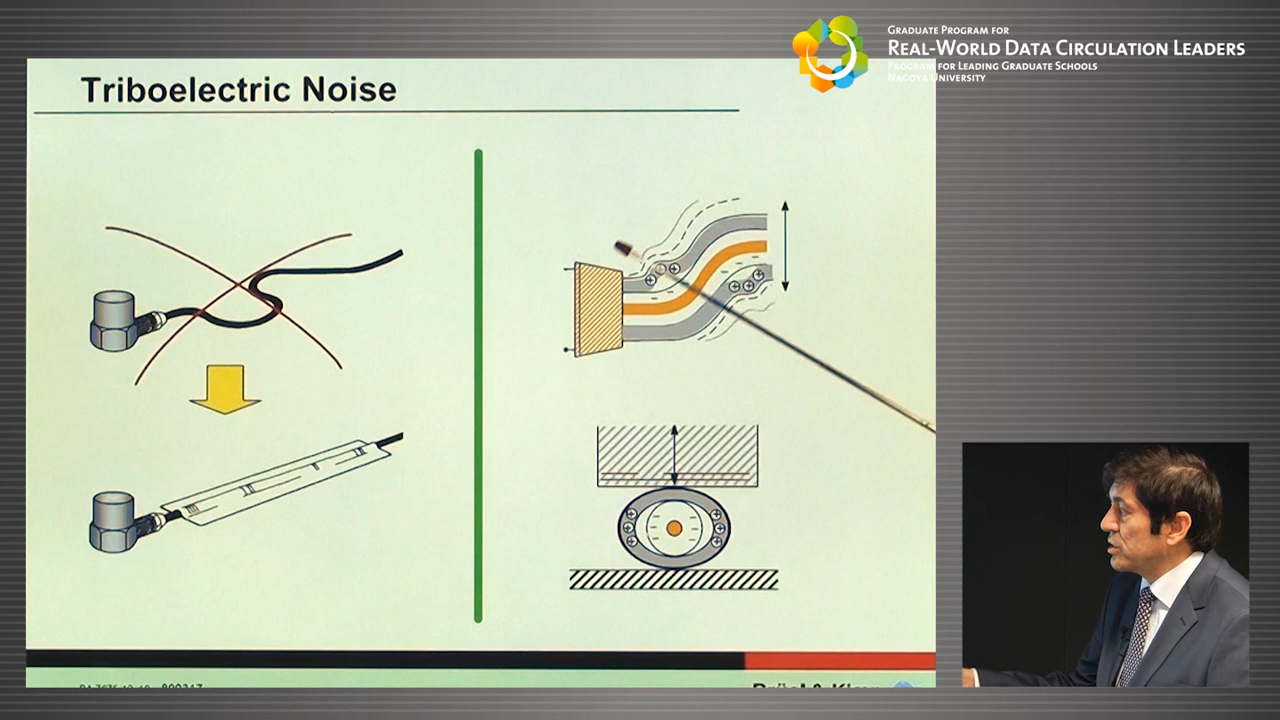 GRADUATE PROGRAM FOR
REAL-WORLD DATA CIRCULATION LEADERS
PROGRAM FOR LEADING GRADUATE SCHOOLS
NAGOYA UNIVERSITY
Triboelectric Noise